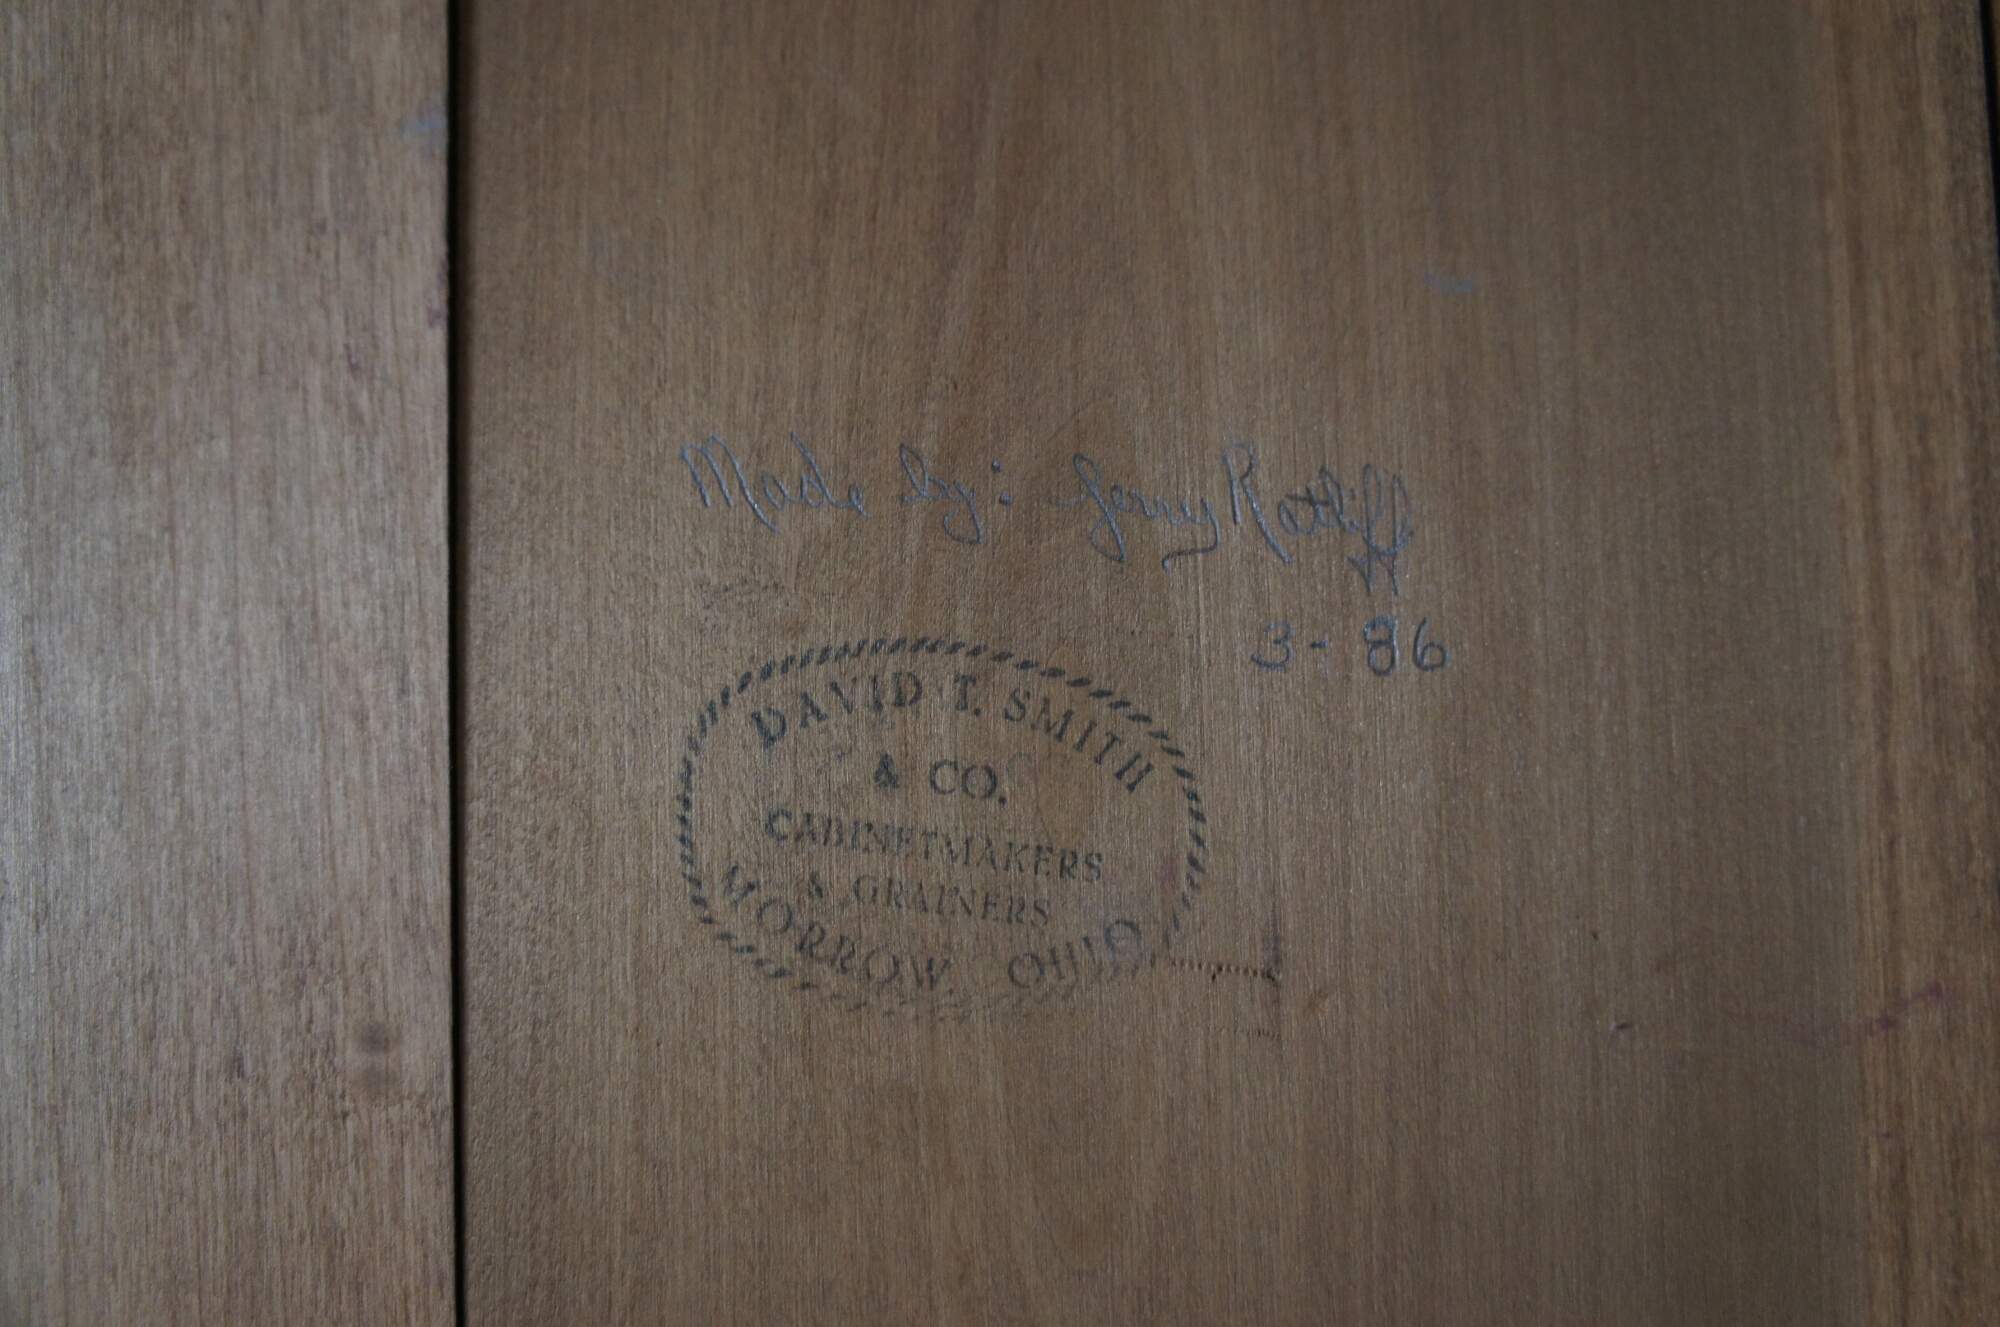 Made by: Jerry Ratliff
3-86
DAVID T. SMITH
& CO.
CABINETMAKERS
& GRAINERS
MORROW OHIO